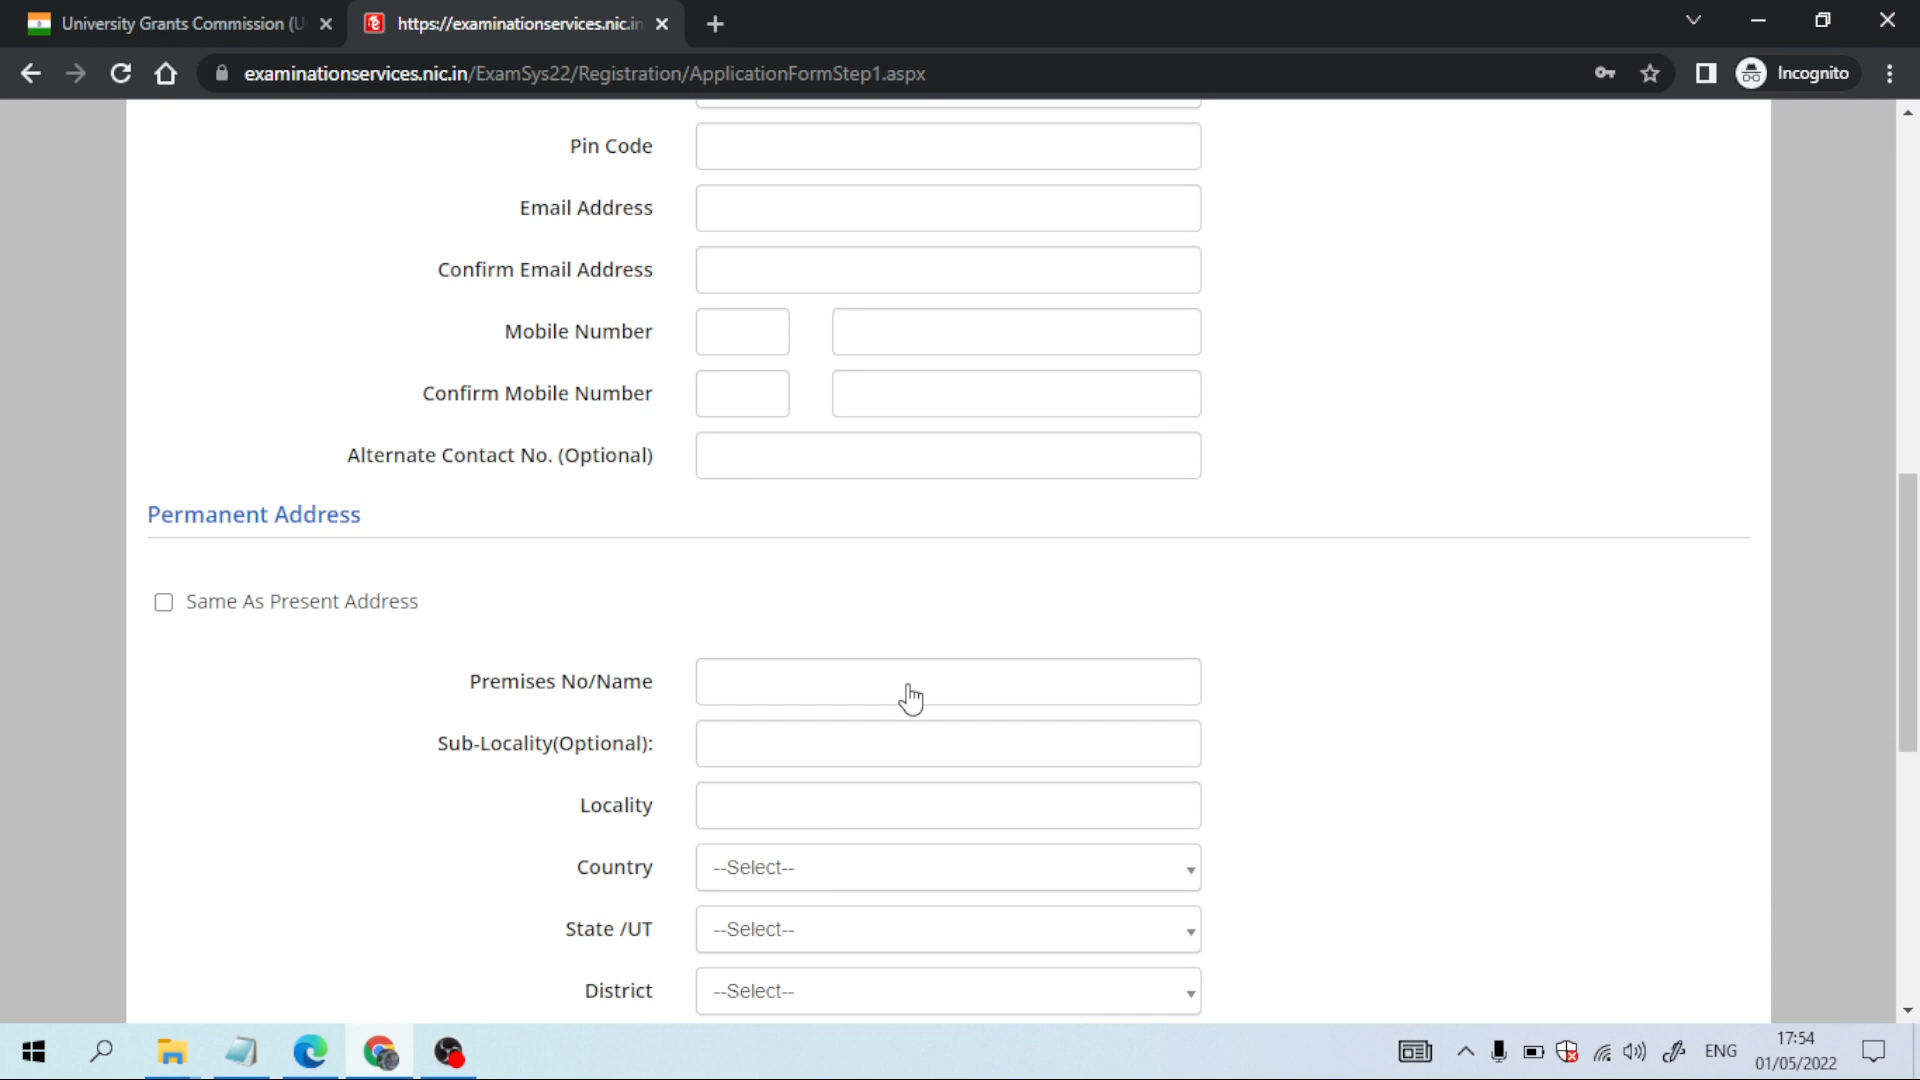 University Grants Commission (U
https://examinationservices.nic.in
examinationservices.nic.in/ExamSys22/Registration/ApplicationFormStep1.aspx
Incognito
Pin Code
Email Address
Confirm Email Address
Mobile Number
Confirm Mobile Number
Alternate Contact No. (Optional)
Permanent Address
Same As Present Address
Premises No/Name
Sub-Locality(Optional):
Locality
Country
--Select--
State /UT
--Select--
District
--Select--
ENG
17:54
01/05/2022